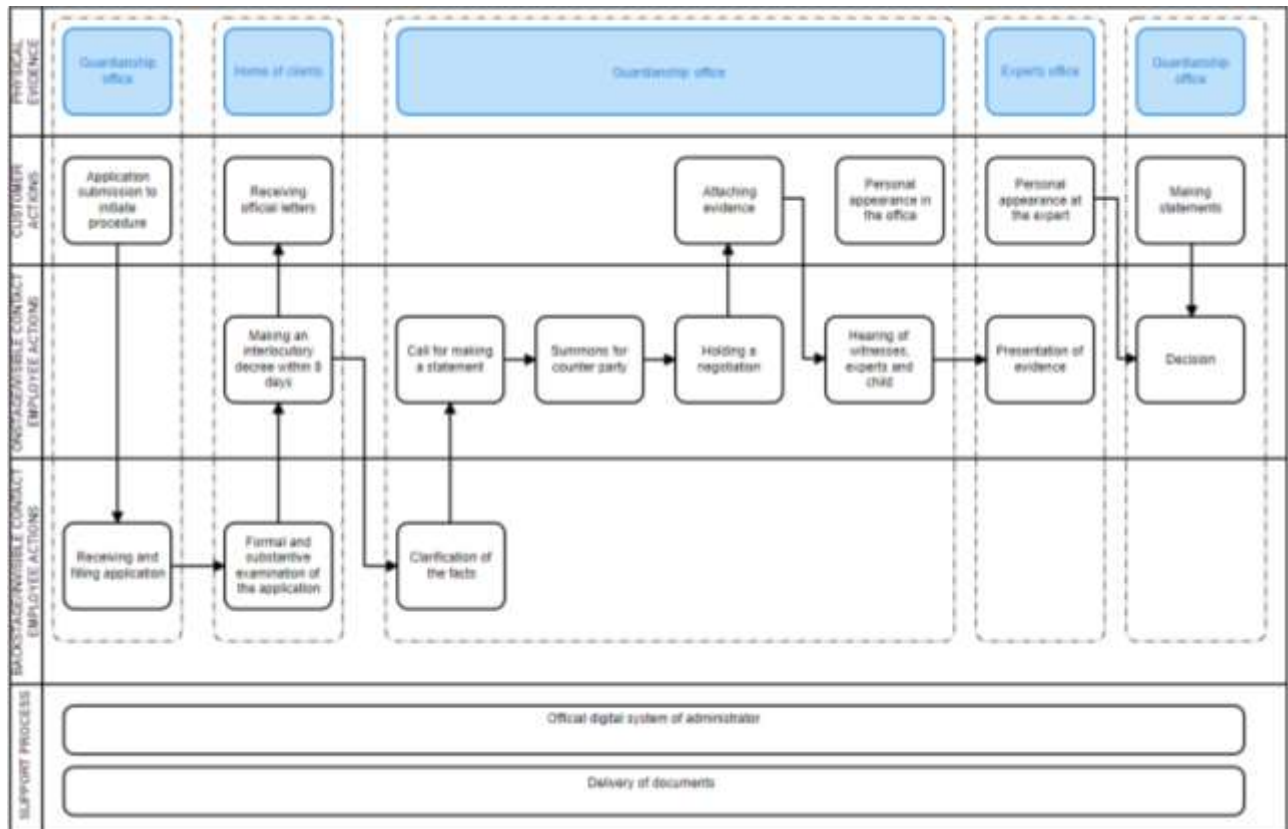 PHYSICAL
EVIDENCE
Guardianship
office
Home of clients
Guardianship office
Experts office
Guardianship
office
CUSTOMER
ACTIONS
Application
submission to
initiate
procedure
Receiving
official letters
Attaching
evidence
Personal
appearance in
the office
Personal
appearance at
the expert
Making
statements
ONSTAGE/VISIBLE CONTACT
EMPLOYEE ACTIONS
Making an
interlocutory
decree within 8
days
Call for making
a statement
Summons for
counter party
Holding a
negotiation
Hearing of
witnesses,
experts and
child
Presentation of
evidence
Decision
BACKSTAGE/INVISIBLE CONTACT
EMPLOYEE ACTIONS
Receiving and
filling application
Formal and
substantive
examination of
the application
Clarification of
the facts
SUPPORT PROCESS
Official digital system of administrator
Delivery of documents